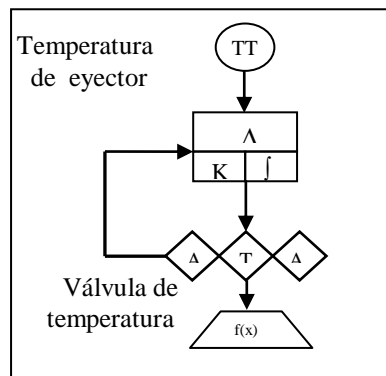 Temperatura
de eyector
TT
Δ
K ∫
A T A
Válvula de
temperatura
f(x)